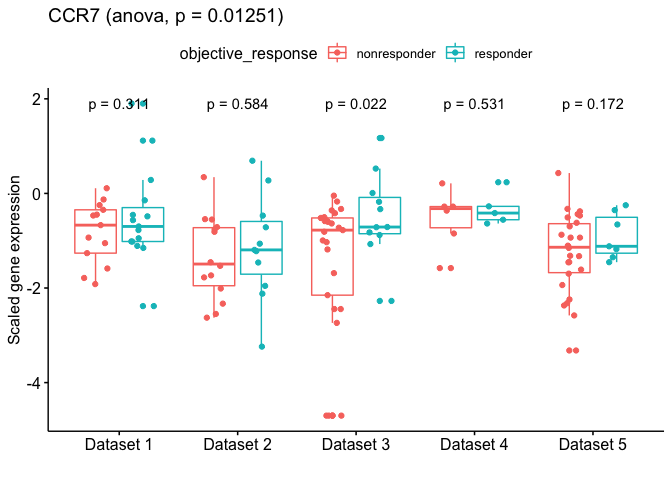 CCR7 (anova, p = 0.01251)
objective_response nonresponder responder
Scaled gene expression
2
0
-2
-4
p = 0.311 p = 0.584 p = 0.022 p = 0.531 p = 0.172
Dataset 1 Dataset 2 Dataset 3 Dataset 4 Dataset 5